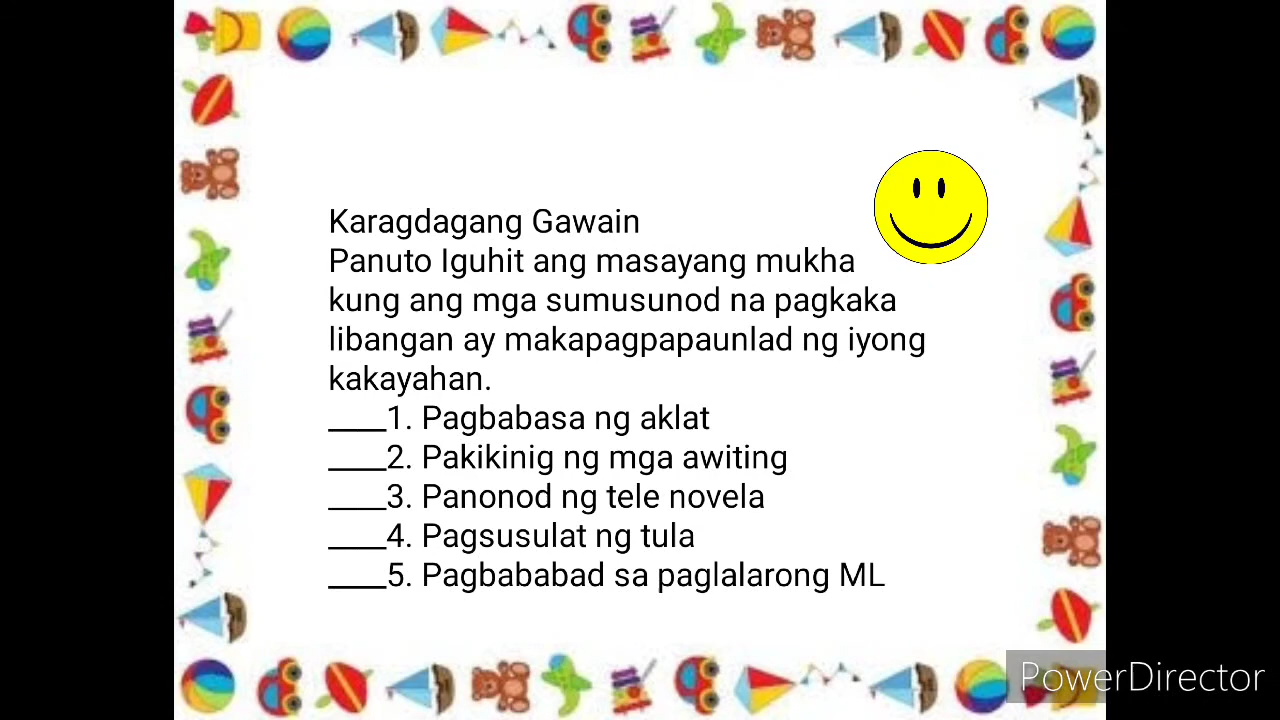 Karagdagang Gawain
Panuto Iguhit ang masayang mukha
kung ang mga sumusunod na pagkaka
libangan ay makapagpapaunlad ng iyong
kakayahan.
____1. Pagbabasa ng aklat
____2. Pakikinig ng mga awiting
____3. Panonod ng tele novela
____4. Pagsusulat ng tula
____5. Pagbababad sa paglalarong ML
PowerDirector